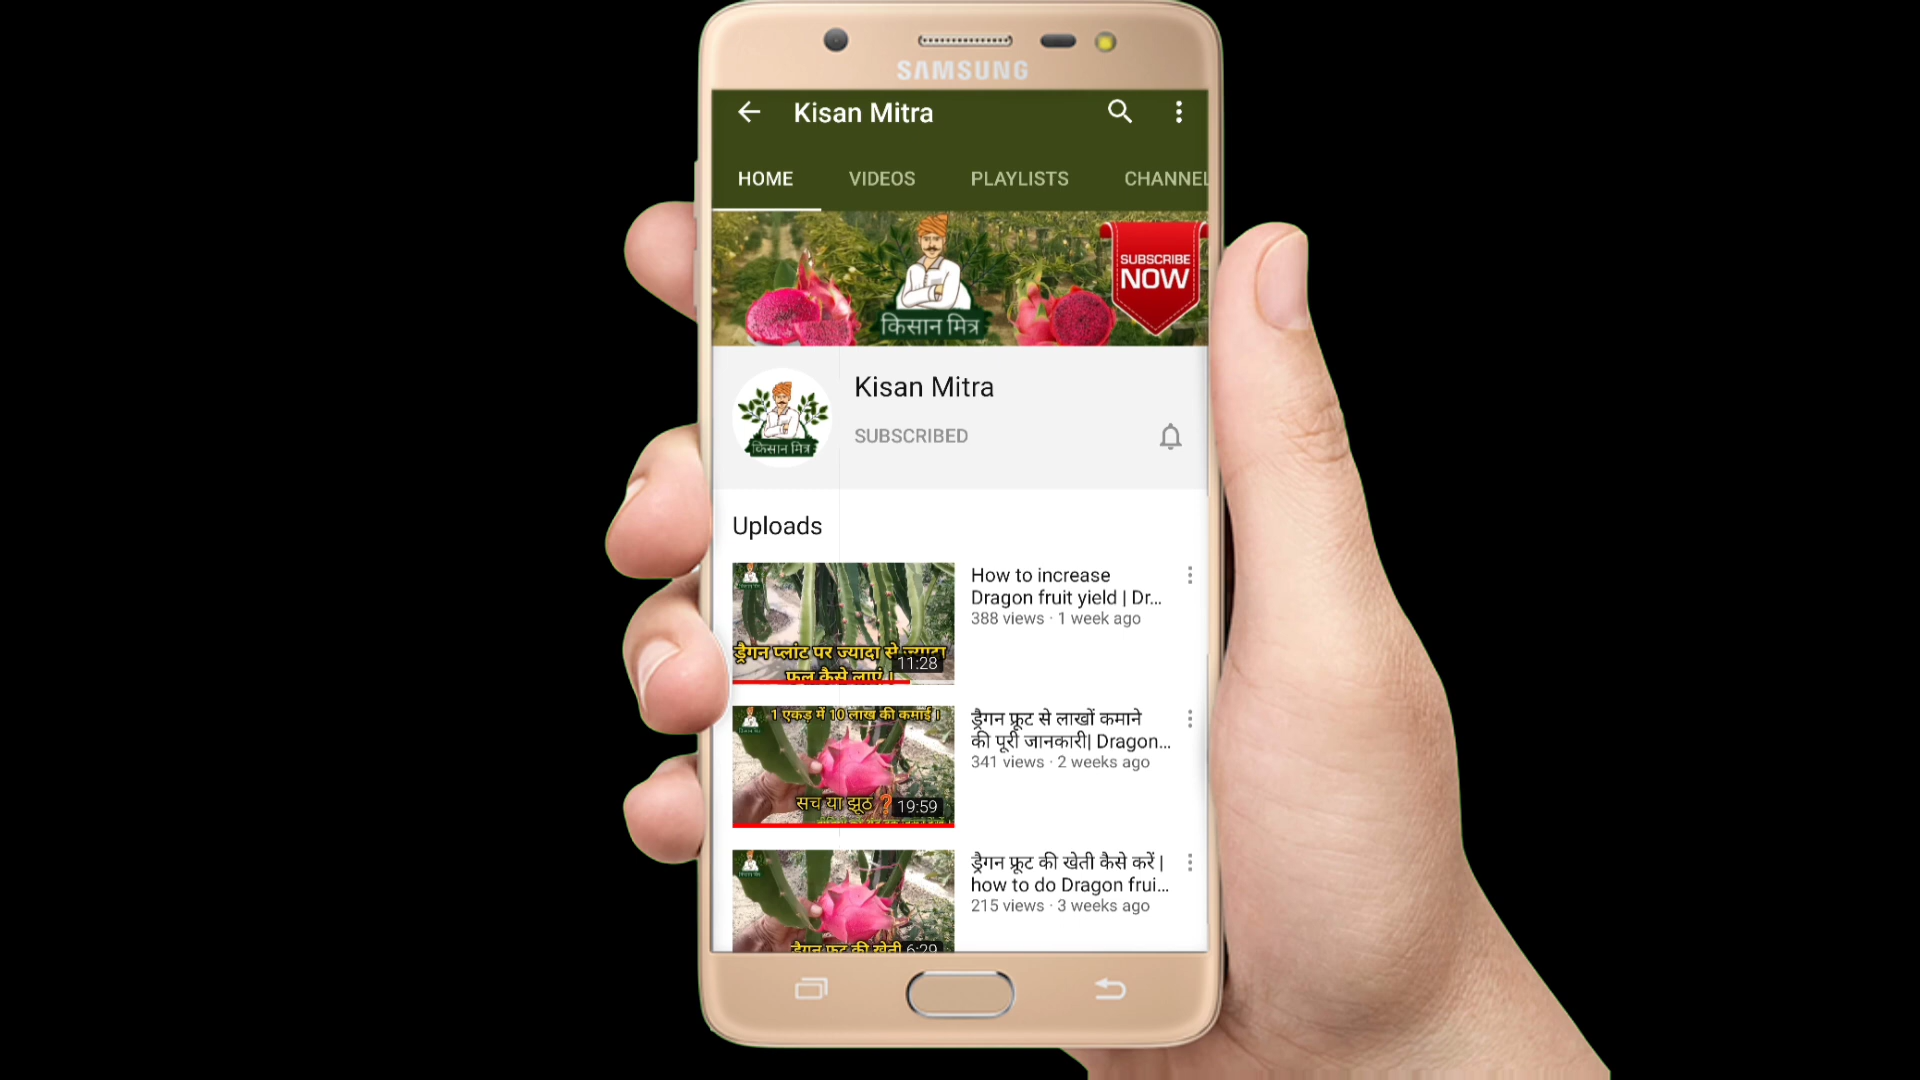 SAMSUNG
Kisan Mitra
HOME VIDEOS PLAYLISTS CHANNEL
SUBSCRIBE
NOW
किसान मित्र
Kisan Mitra
किसान मित्र
SUBSCRIBED
Uploads
How to increase
Dragon fruit yield | Dr...
388 views · 1 week ago
ड्रैगन प्लांट पर ज्यादा से ज्यादा
11:28
फल कैसे लाएं ।
1 एकड़ में 10 लाख की कमाई ।
ड्रैगन फ्रूट से लाखों कमाने
की पूरी जानकारी| Dragon...
341 views · 2 weeks ago
सच या झूठ ❓
19:59
ड्रैगन फ्रूट की खेती कैसे करें |
how to do Dragon frui...
215 views · 3 weeks ago
ड्रैगन फ्रूट की खेती
6:29